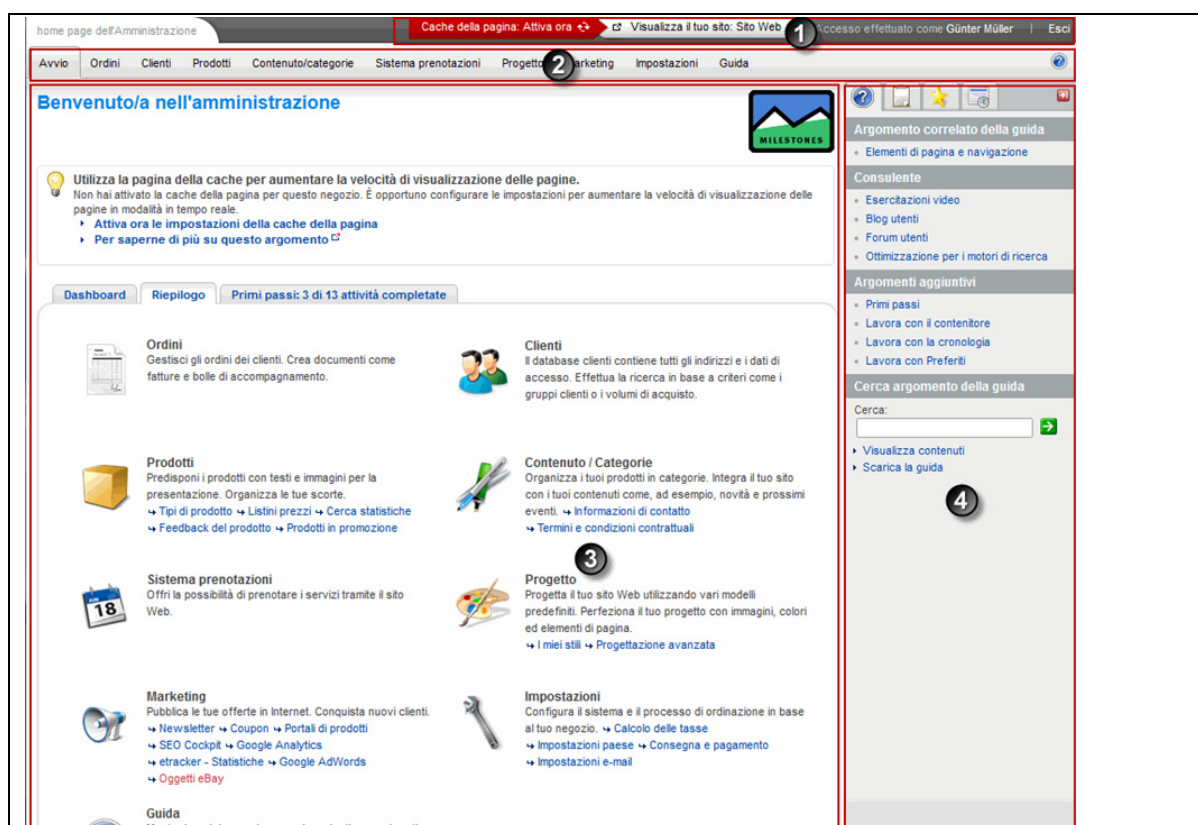 home page dell'Amministrazione
Cache della pagina: Attiva ora
Visualizza il tuo sito: Sito Web
1
Accesso effettuato come Günter Müller | Esci
Avvio Ordini Clienti Prodotti Contenuto/categorie Sistema prenotazioni Progetto 2 Marketing Impostazioni Guida
Benvenuto/a nell'amministrazione
MILESTONES
Utilizza la pagina della cache per aumentare la velocità di visualizzazione delle pagine.
Non hai attivato la cache della pagina per questo negozio. È opportuno configurare le impostazioni per aumentare la velocità di visualizzazione delle
pagine in modalità in tempo reale.
Attiva ora le impostazioni della cache della pagina
Per saperne di più su questo argomento
Dashboard Riepilogo Primi passi: 3 di 13 attività completate
Ordini
Gestisci gli ordini dei clienti. Crea documenti come
fatture e bolle di accompagnamento.
Clienti
Il database clienti contiene tutti gli indirizzi e i dati di
accesso. Effettua la ricerca in base a criteri come i
gruppi clienti o i volumi di acquisto.
Prodotti
Predisponi i prodotti con testi e immagini per la
presentazione. Organizza le tue scorte.
Tipi di prodotto Listini prezzi Cerca statistiche
Feedback del prodotto Prodotti in promozione
Contenuto / Categorie
Organizza i tuoi prodotti in categorie. Integra il tuo sito
con i tuoi contenuti come, ad esempio, novità e prossimi
eventi. Informazioni di contatto
Termini e condizioni contrattuali
3
18
Sistema prenotazioni
Offri la possibilità di prenotare i servizi tramite il sito
Web.
Progetto
Progetta il tuo sito Web utilizzando vari modelli
predefiniti. Perfeziona il tuo progetto con immagini, colori
ed elementi di pagina.
I miei stili Progettazione avanzata
Marketing
Pubblica le tue offerte in Internet. Conquista nuovi clienti.
Newsletter Coupon Portali di prodotti
SEO Cockpit Google Analytics
etracker - Statistiche Google AdWords
Oggetti eBay
Impostazioni
Configura il sistema e il processo di ordinazione in base
al tuo negozio. Calcolo delle tasse
Impostazioni paese Consegna e pagamento
Impostazioni e-mail
Guida
Argomento correlato della guida
Elementi di pagina e navigazione
Consulente
Esercitazioni video
Blog utenti
Forum utenti
Ottimizzazione per i motori di ricerca
Argomenti aggiuntivi
Primi passi
Lavora con il contenitore
Lavora con la cronologia
Lavora con Preferiti
Cerca argomento della guida
Cerca:
Visualizza contenuti
Scarica la guida
4